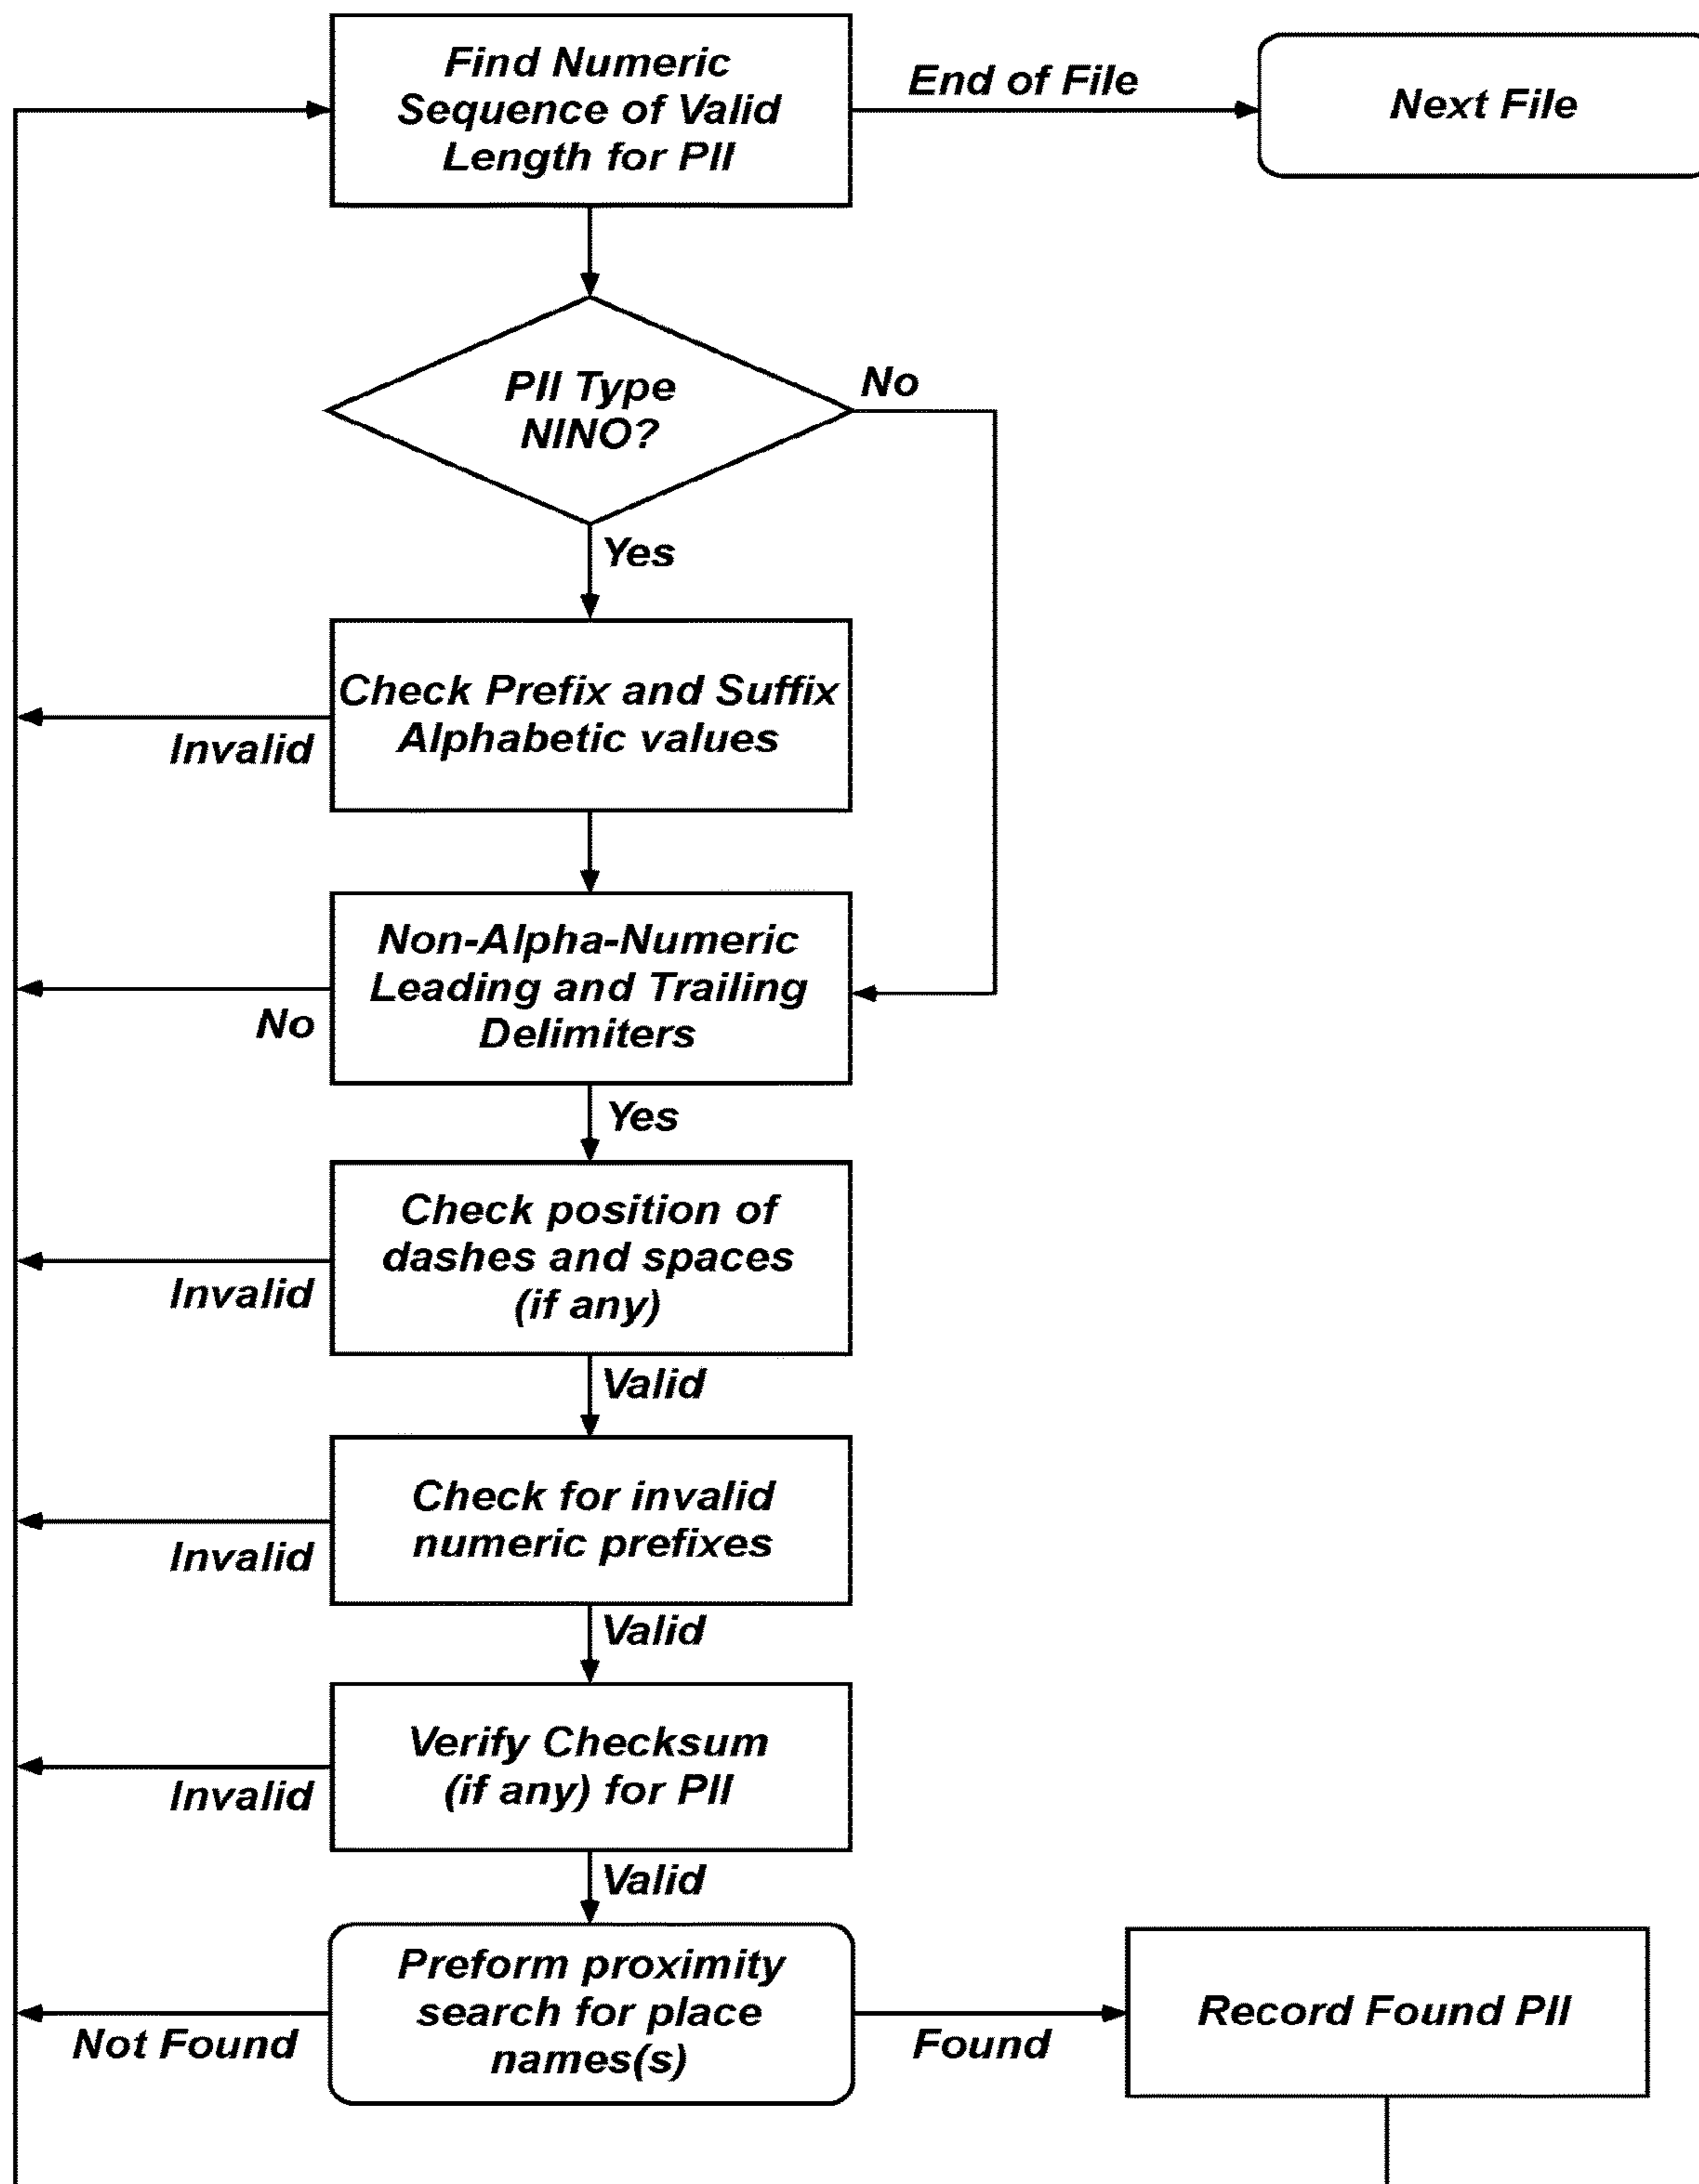 Find Numeric
Sequence of Valid
Length for PII
End of File
Next File
PII Type
NINO?
No
Yes
Check Prefix and Suffix
Alphabetic values
Invalid
Non-Alpha-Numeric
Leading and Trailing
Delimiters
No
Yes
Check position of
dashes and spaces
(if any)
Invalid
Valid
Check for invalid
numeric prefixes
Invalid
Valid
Verify Checksum
(if any) for PII
Invalid
Valid
Preform proximity
search for place
names(s)
Not Found
Found
Record Found PII